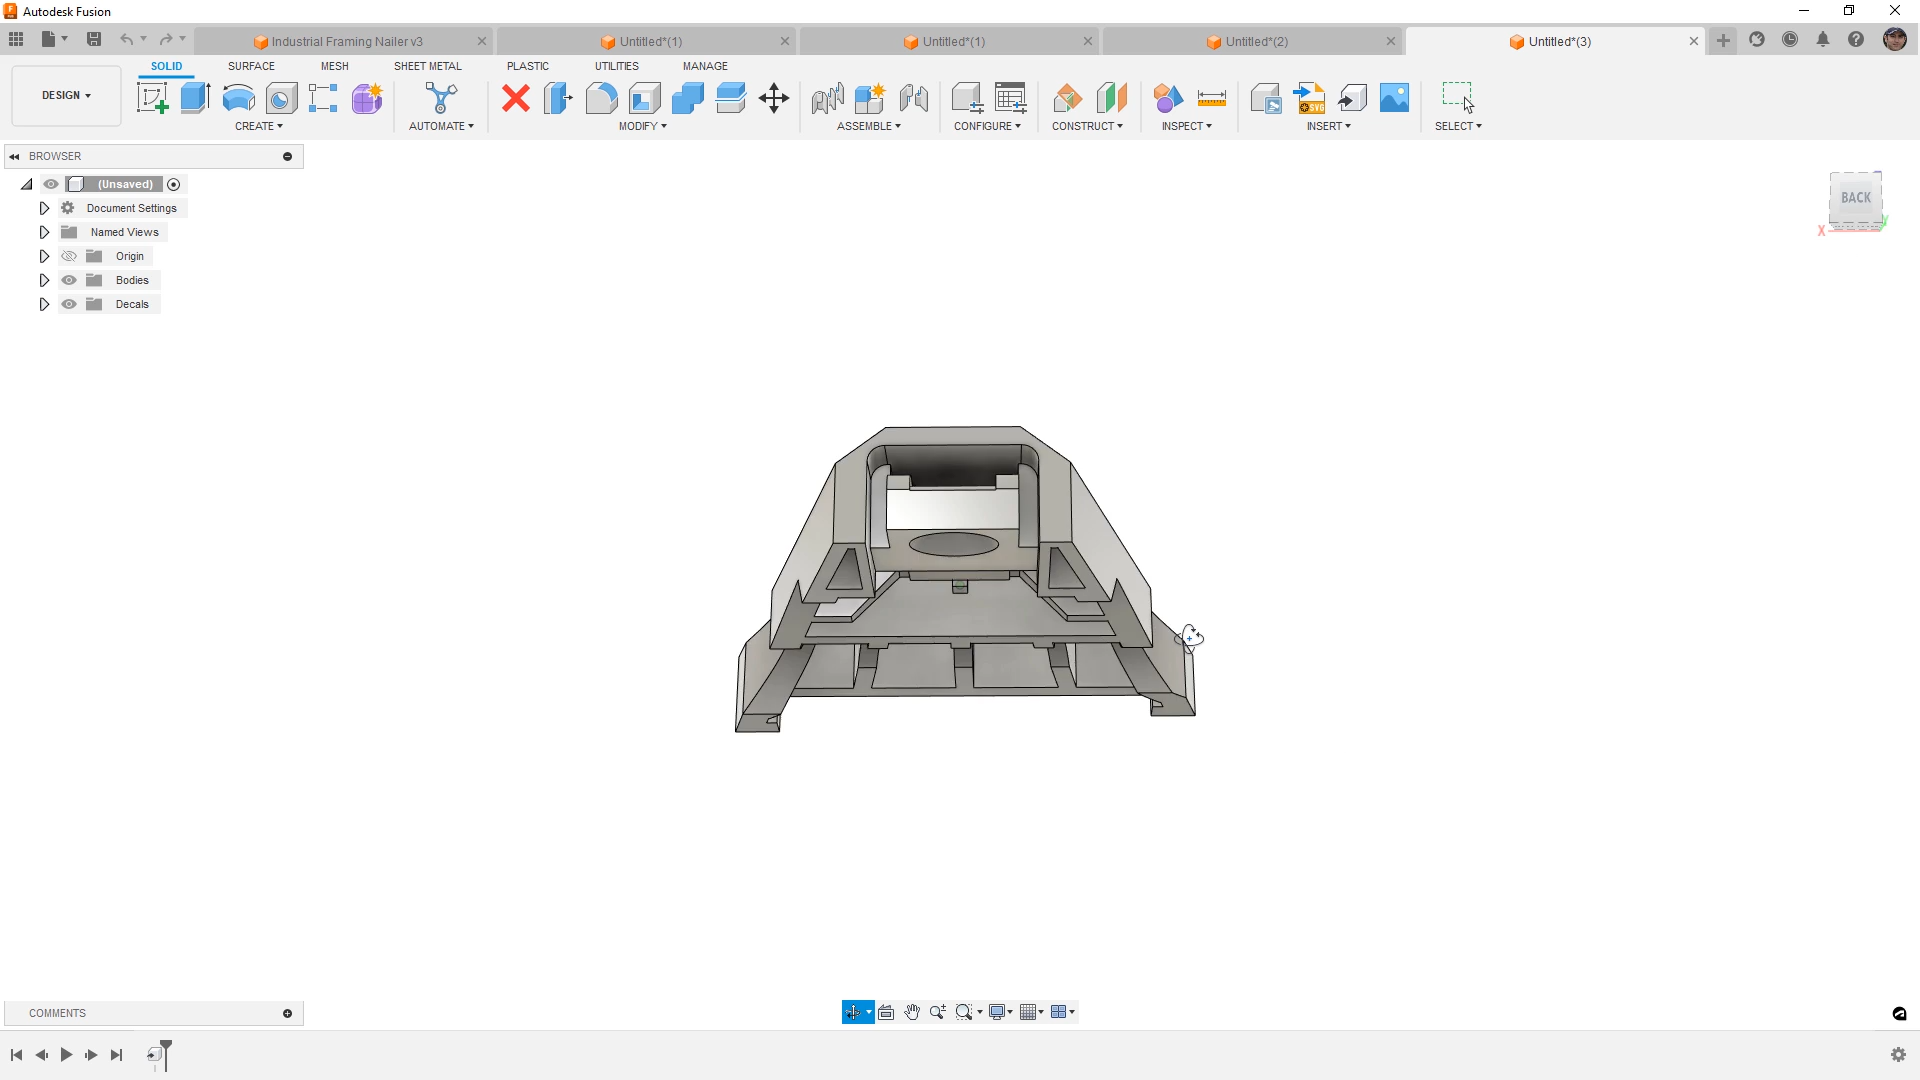 Autodesk Fusion
Industrial Framing Nailer v3
Untitled*(1)
Untitled*(1)
Untitled*(2)
Untitled*(3)
DESIGN
SOLID
SURFACE
MESH
SHEET METAL
PLASTIC
UTILITIES
MANAGE
SVG
CREATE
AUTOMATE
MODIFY
ASSEMBLE
CONFIGURE
CONSTRUCT
INSPECT
INSERT
SELECT
BROWSER
(Unsaved)
Document Settings
Named Views
Origin
Bodies
Decals
BACK
X
Y
COMMENTS